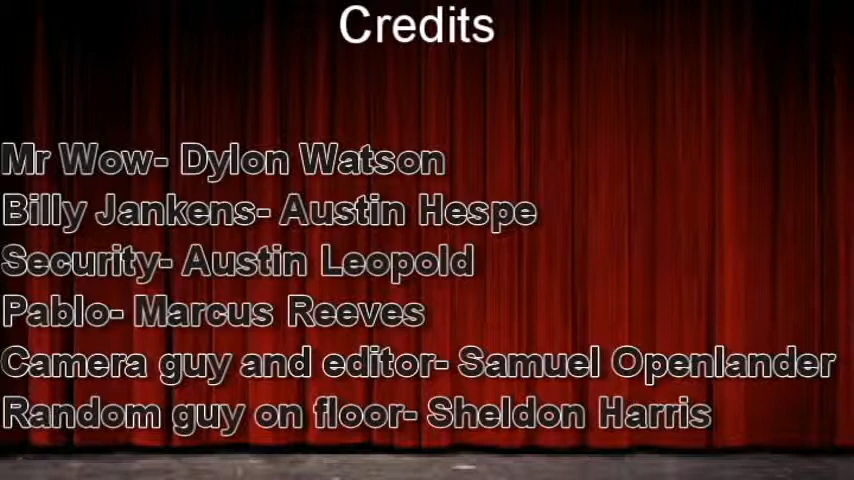 Credits
Mr Wow- Dylon Watson
Billy Jankens- Austin Hespe
Security- Austin Leopold
Pablo- Marcus Reeves
Camera guy and editor- Samuel Openlander
Random guy on floor- Sheldon Harris